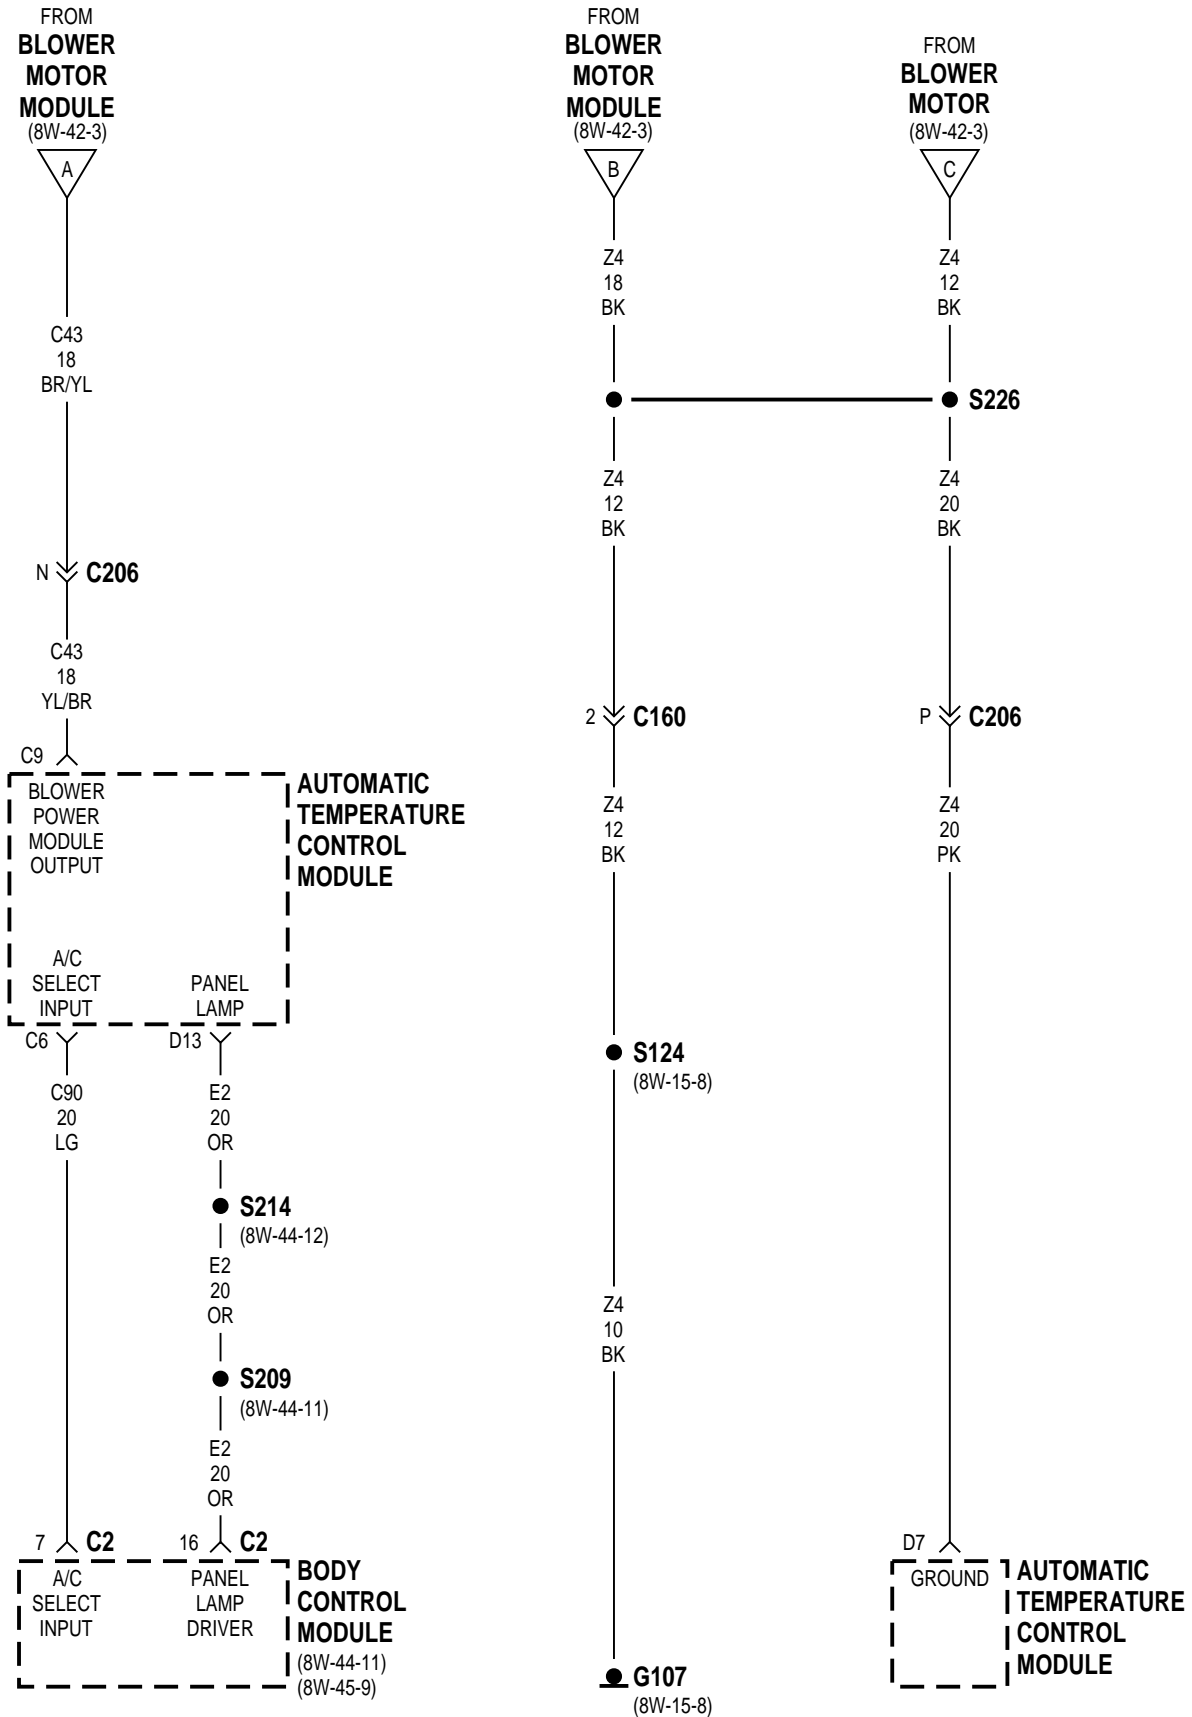 FROM
BLOWER
MOTOR
MODULE
(8W-42-3)
A
C43
18
BR/YL
N
C206
C43
18
YL/BR
C9
BLOWER
POWER
MODULE
OUTPUT
AUTOMATIC
TEMPERATURE
CONTROL
MODULE
A/C
SELECT
INPUT
PANEL
LAMP
C6
D13
C90
20
LG
E2
20
OR
S214
(8W-44-12)
E2
20
OR
S209
(8W-44-11)
E2
20
OR
7
C2
16
C2
A/C
SELECT
INPUT
PANEL
LAMP
DRIVER
BODY
CONTROL
MODULE
(8W-44-11)
(8W-45-9)
FROM
BLOWER
MOTOR
MODULE
(8W-42-3)
B
Z4
18
BK
Z4
12
BK
2
C160
Z4
12
BK
S124
(8W-15-8)
Z4
10
BK
G107
(8W-15-8)
FROM
BLOWER
MOTOR
(8W-42-3)
C
Z4
12
BK
S226
Z4
20
BK
P
C206
Z4
20
PK
D7
GROUND
AUTOMATIC
TEMPERATURE
CONTROL
MODULE